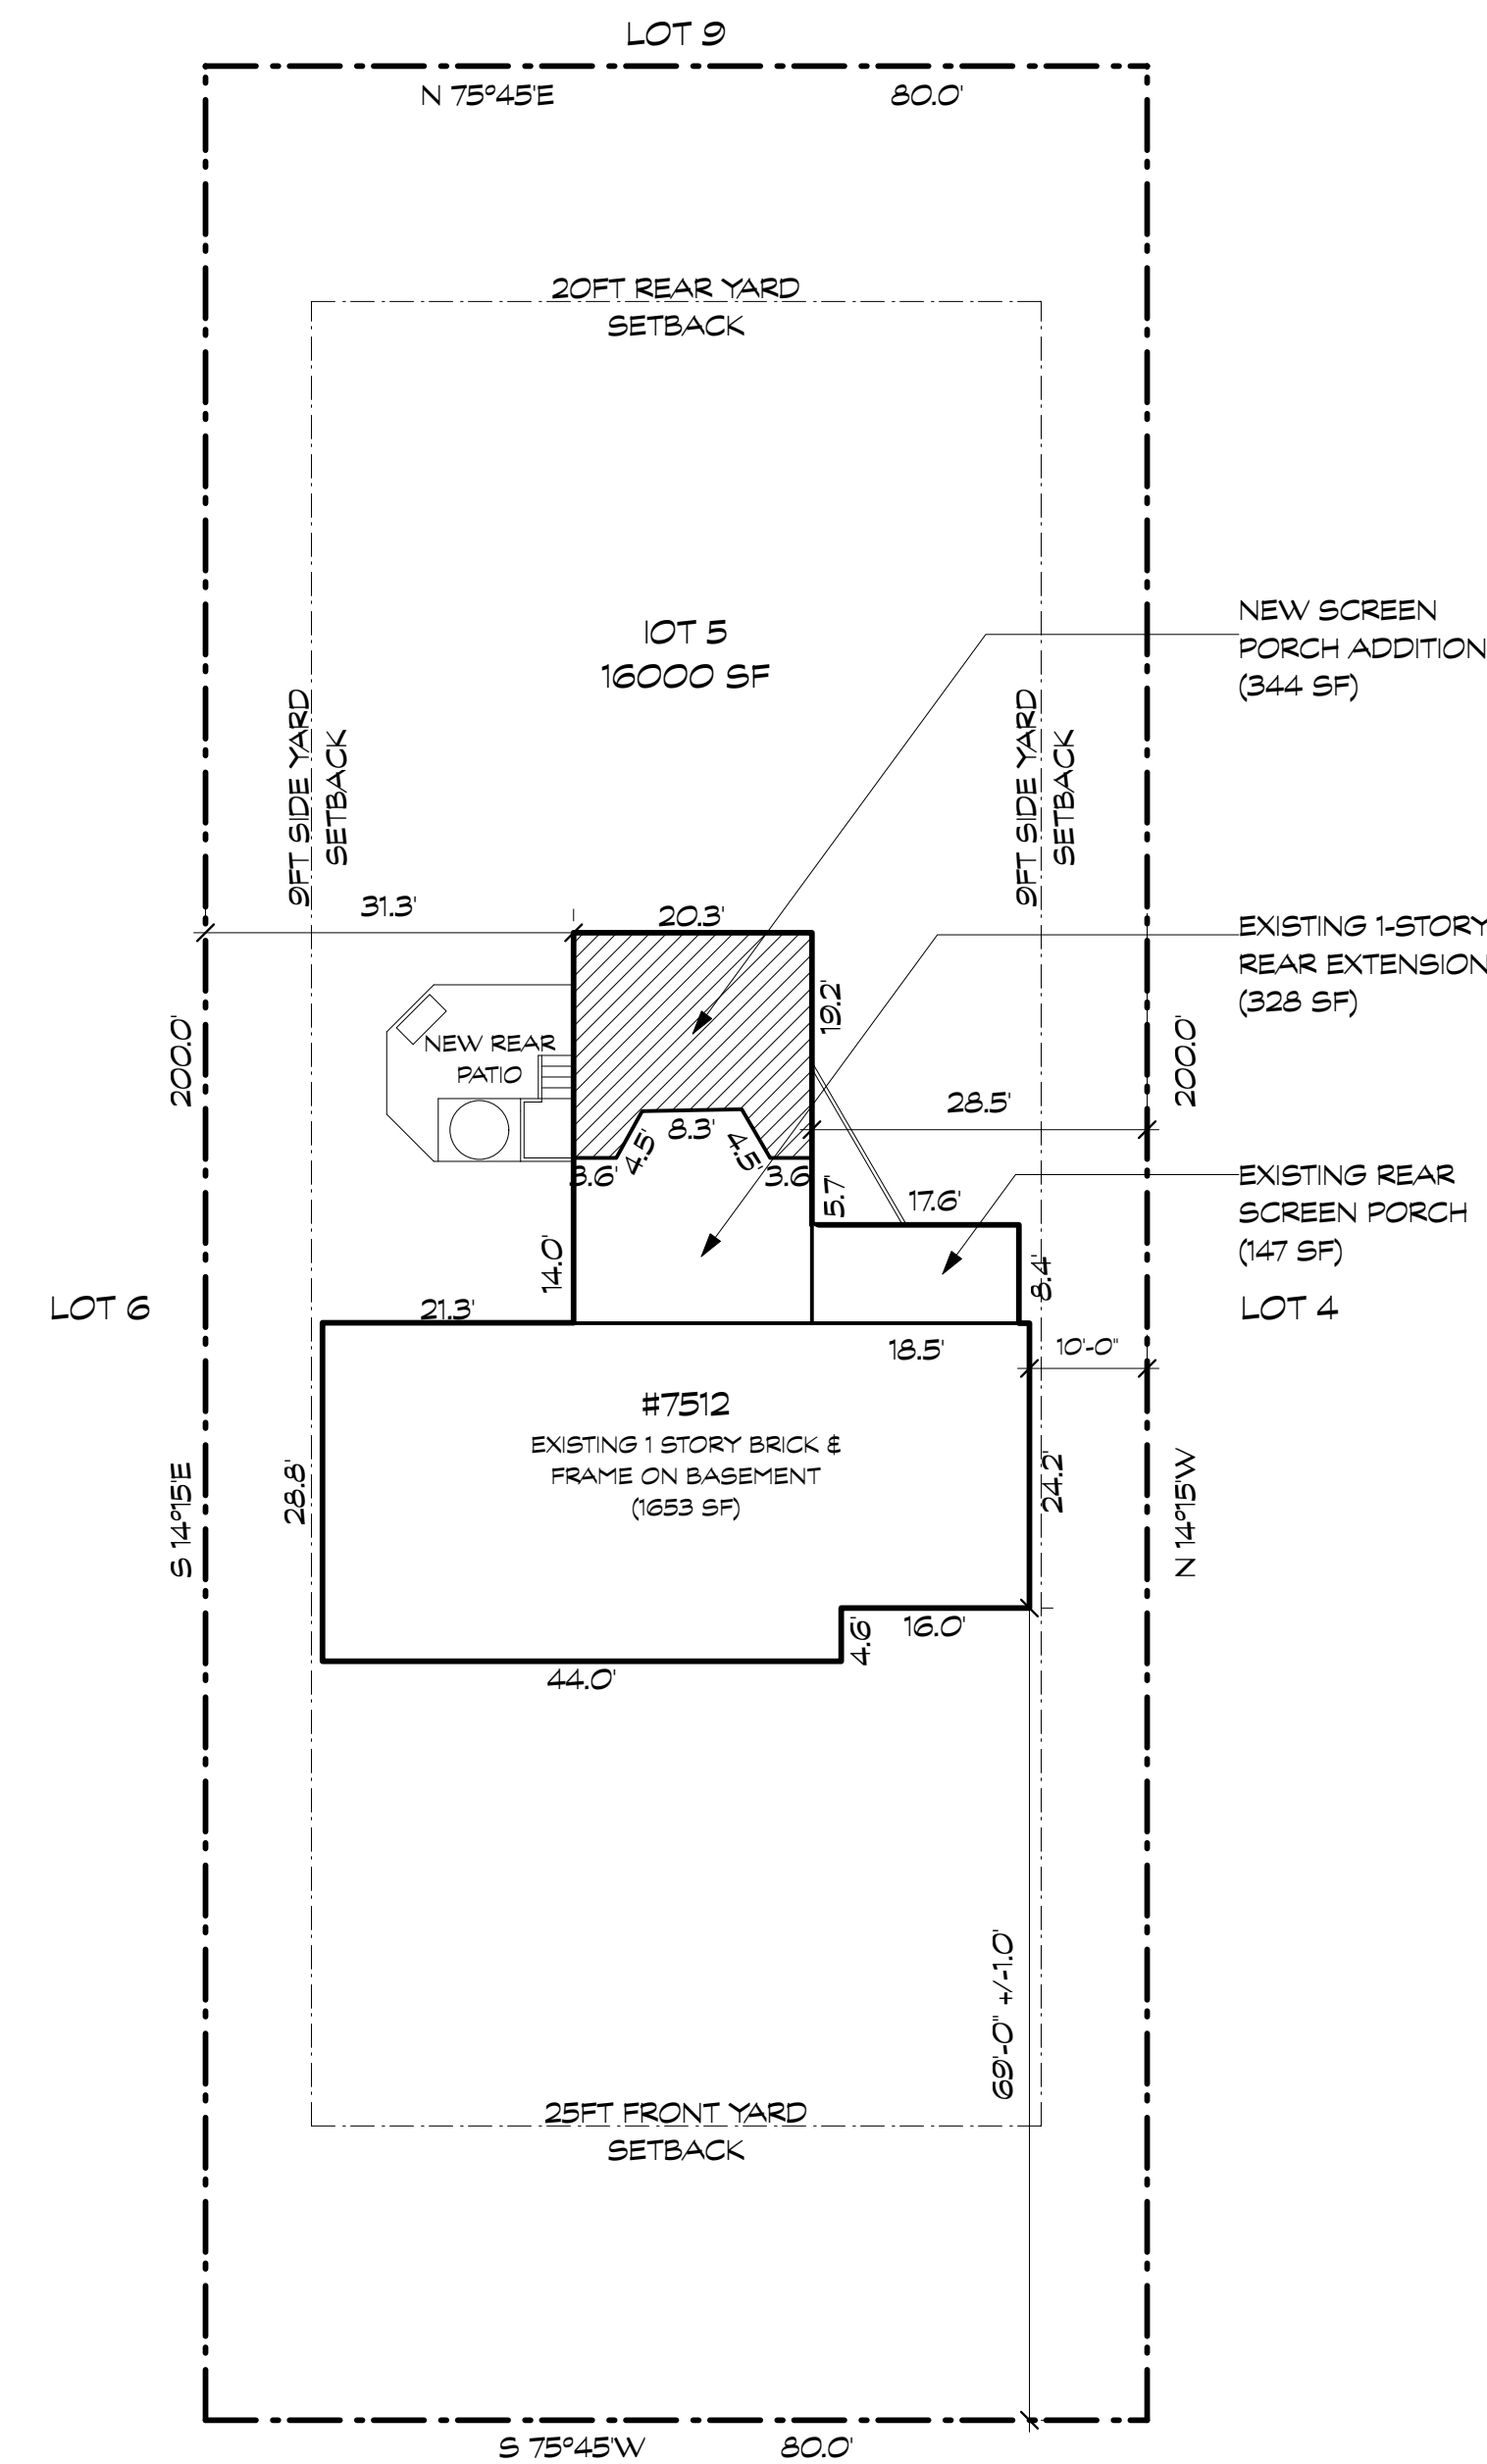 LOT 9
N 75°45'E
80.0'
20FT REAR YARD
SETBACK
lOT 5
16000 SF
NEW SCREEN
PORCH ADDITION
(344 SF)
9FT SIDE YARD
SETBACK
9FT SIDE YARD
SETBACK
31.3'
20.3'
EXISTING 1-STORY
REAR EXTENSION
(328 SF)
19.2'
200.0'
NEW REAR
PATIO
28.5'
200.0'
3.6'
4.5'
8.3'
4.5'
3.6'
5.7'
17.6'
EXISTING REAR
SCREEN PORCH
(147 SF)
14.0'
8.4'
LOT 6
21.3'
LOT 4
18.5'
10'-0"
#7512
EXISTING 1 STORY BRICK &
FRAME ON BASEMENT
(1653 SF)
28.8'
24.2'
S 14°15'E
N 14°15'W
4.6'
16.0'
44.0'
69'-0" +/-1.0'
25FT FRONT YARD
SETBACK
S 75°45'W
80.0'